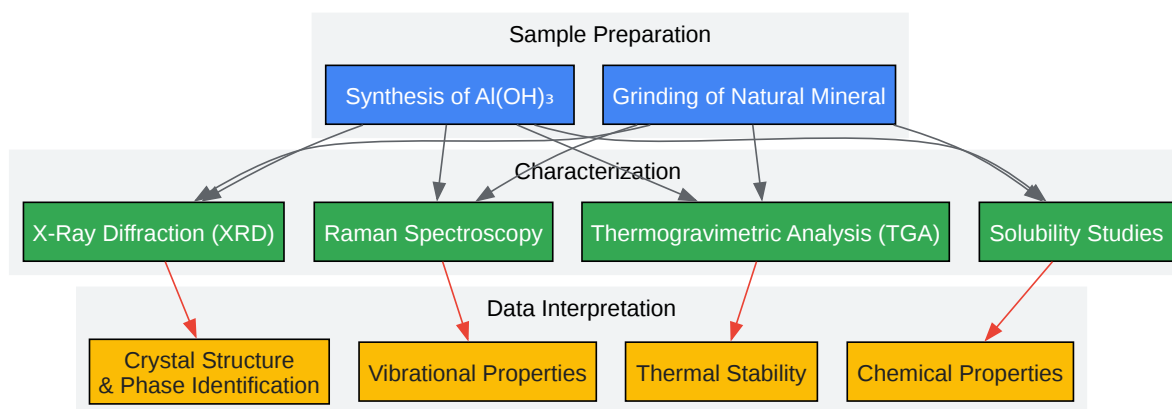 Sample Preparation
Synthesis of Al(OH)₃
Grinding of Natural Mineral
Characterization
X-Ray Diffraction (XRD)
Raman Spectroscopy
Thermogravimetric Analysis (TGA)
Solubility Studies
Data Interpretation
Crystal Structure
& Phase Identification
Vibrational Properties
Thermal Stability
Chemical Properties